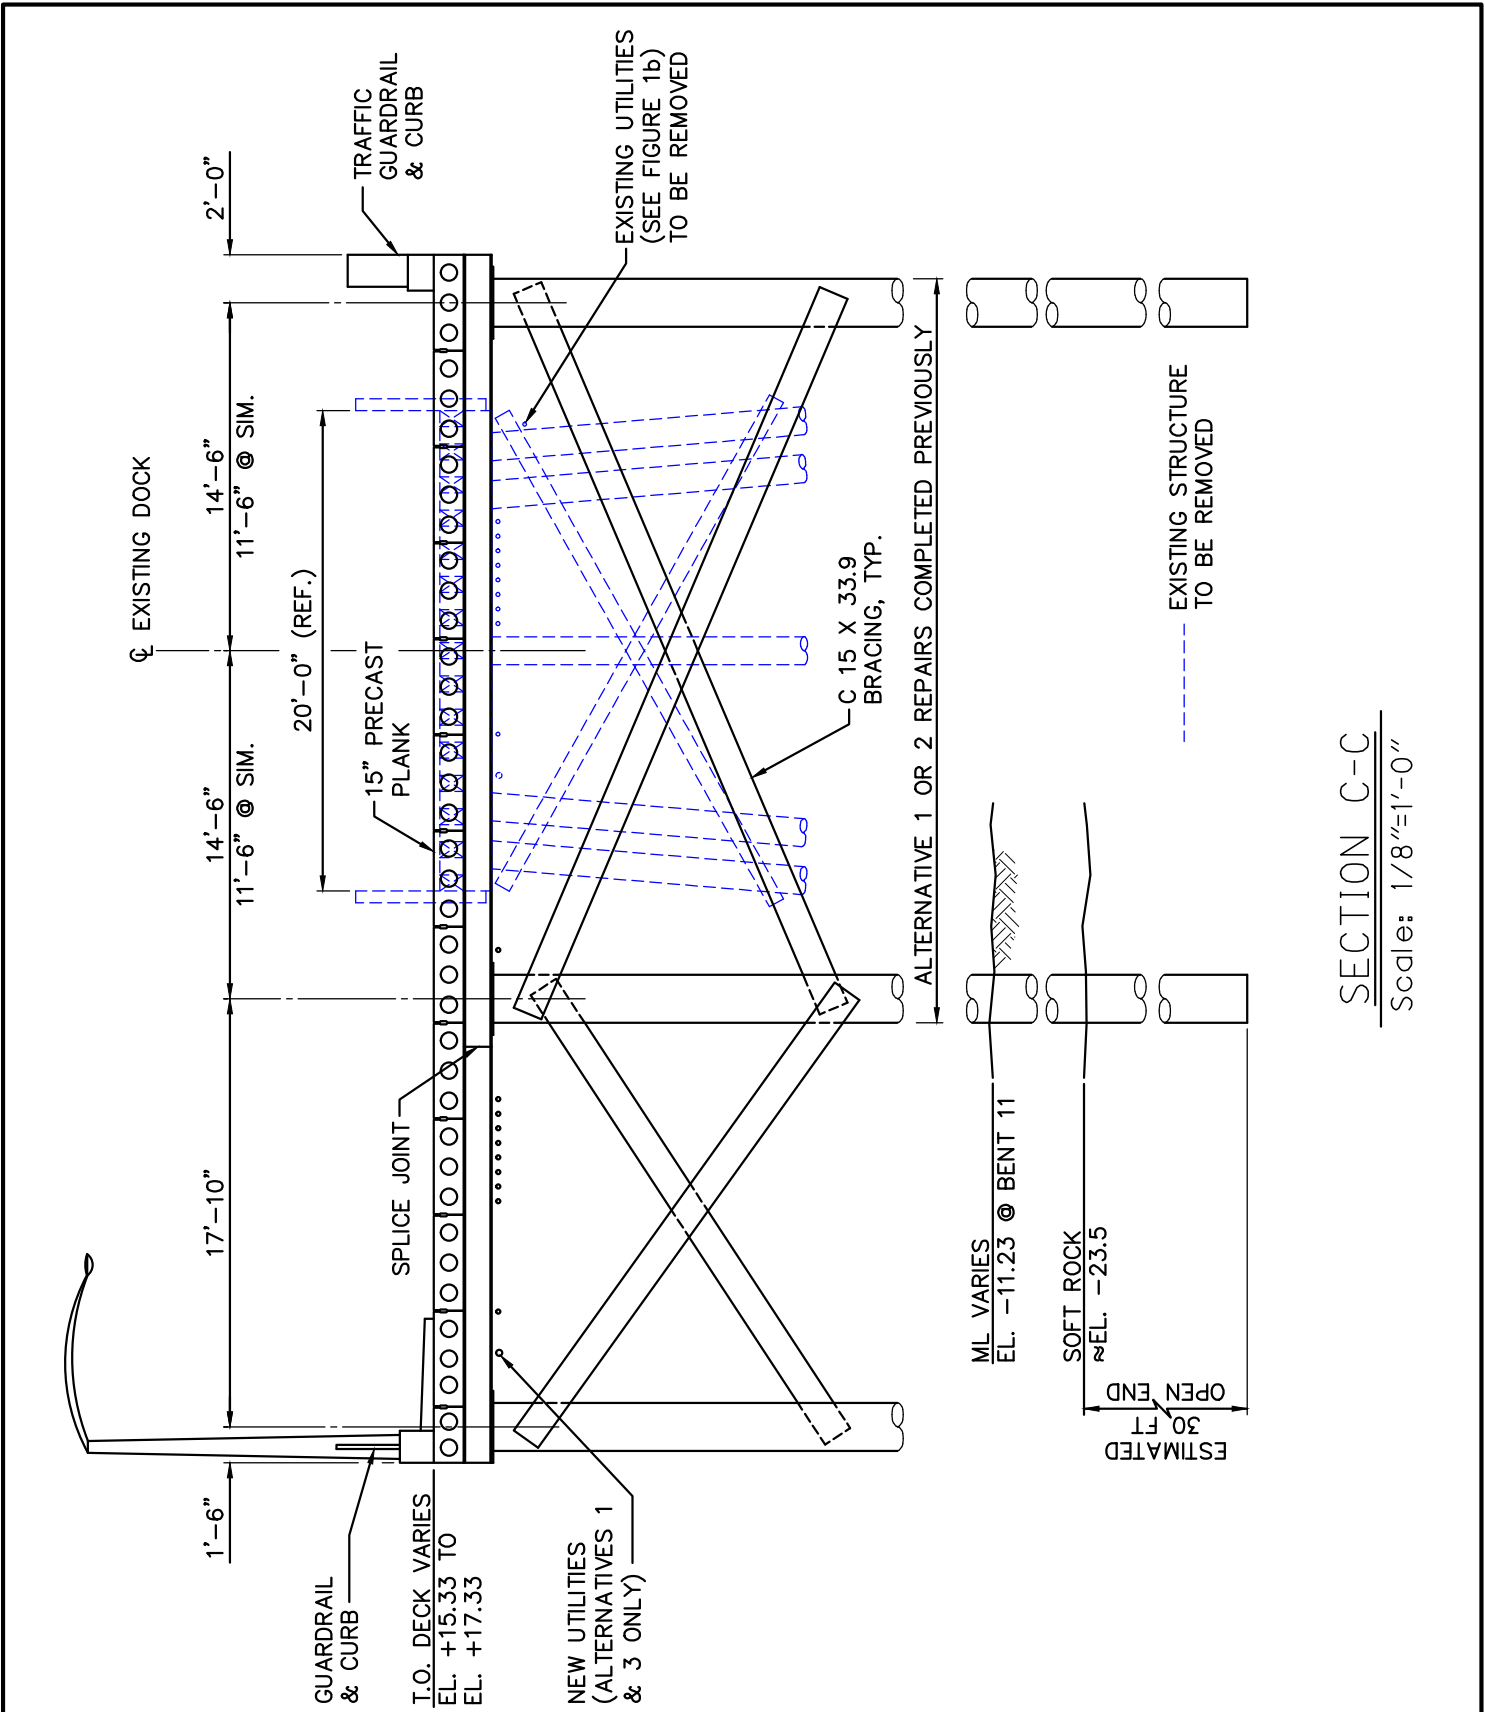 GUARDRAIL
& CURB
T.O. DECK VARIES
EL. +15.33 TO
EL. +17.33
NEW UTILITIES
(ALTERNATIVES 1
& 3 ONLY)
1'-6"
17'-10"
14'-6"
11'-6" @ SIM.
14'-6"
11'-6" @ SIM.
2'-0"
℄ EXISTING DOCK
20'-0" (REF.)
15" PRECAST
PLANK
SPLICE JOINT
TRAFFIC
GUARDRAIL
& CURB
EXISTING UTILITIES
(SEE FIGURE 1b)
TO BE REMOVED
C 15 X 33.9
BRACING, TYP.
ALTERNATIVE 1 OR 2 REPAIRS COMPLETED PREVIOUSLY
ML VARIES
EL. -11.23 @ BENT 11
SOFT ROCK
≈EL. -23.5
ESTIMATED
30 FT
OPEN END
EXISTING STRUCTURE
TO BE REMOVED
SECTION C-C
Scale: 1/8"=1'-0"